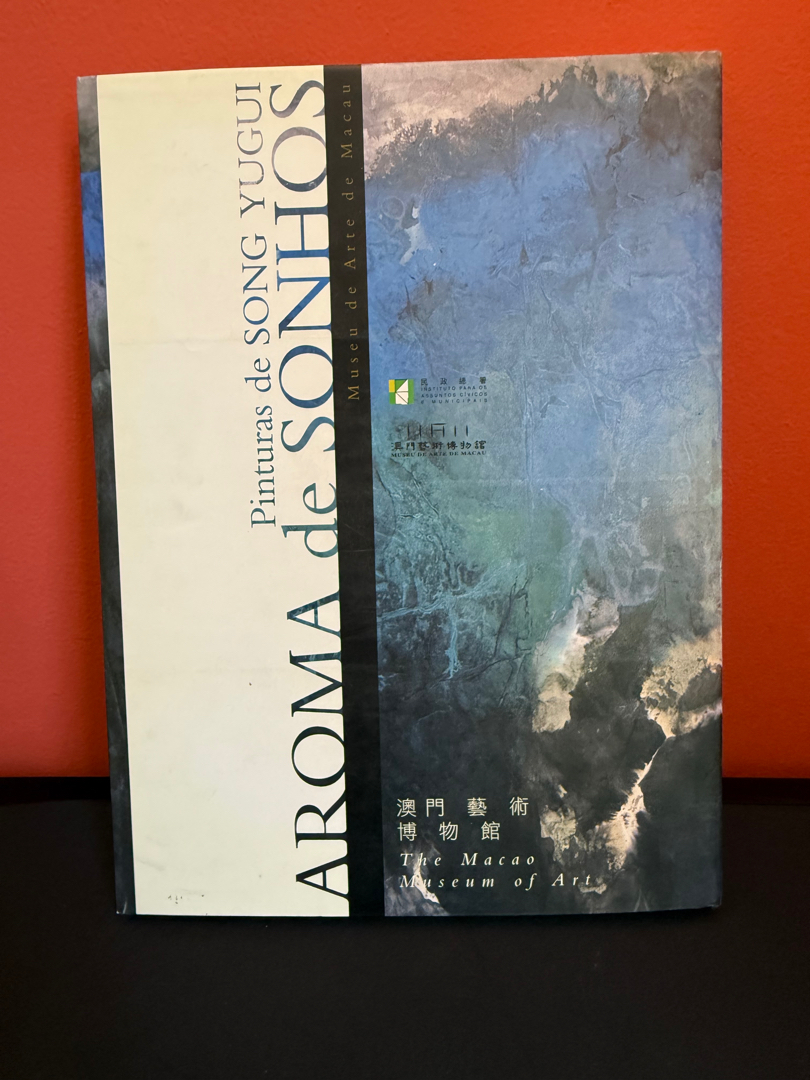 Pinturas de SONG YUGUI
AROMA de SONHOS
Museu de Arte de Macau
民政總署
INSTITUTO PARA OS
ASSUNTOS CÍVICOS
E MUNICIPAIS
澳門藝術博物館
MUSEU DE ARTE DE MACAU
澳門藝術
博物館
The Macao
Museum of Art